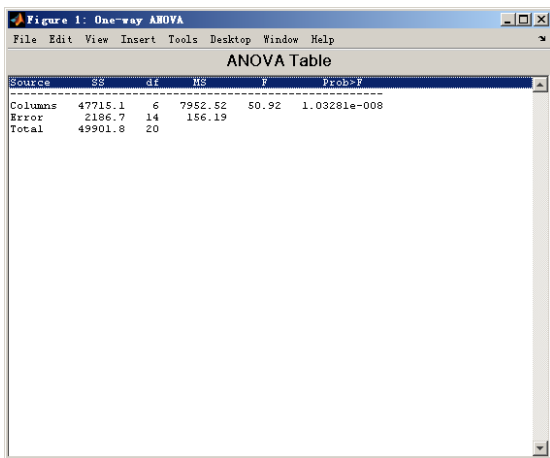 Figure 1: One-way ANOVA
File Edit View Insert Tools Desktop Window Help
ANOVA Table
Source SS df MS F Prob>F
Columns 47715.1 6 7952.52 50.92 1.03281e-008
Error 2186.7 14 156.19
Total 49901.8 20